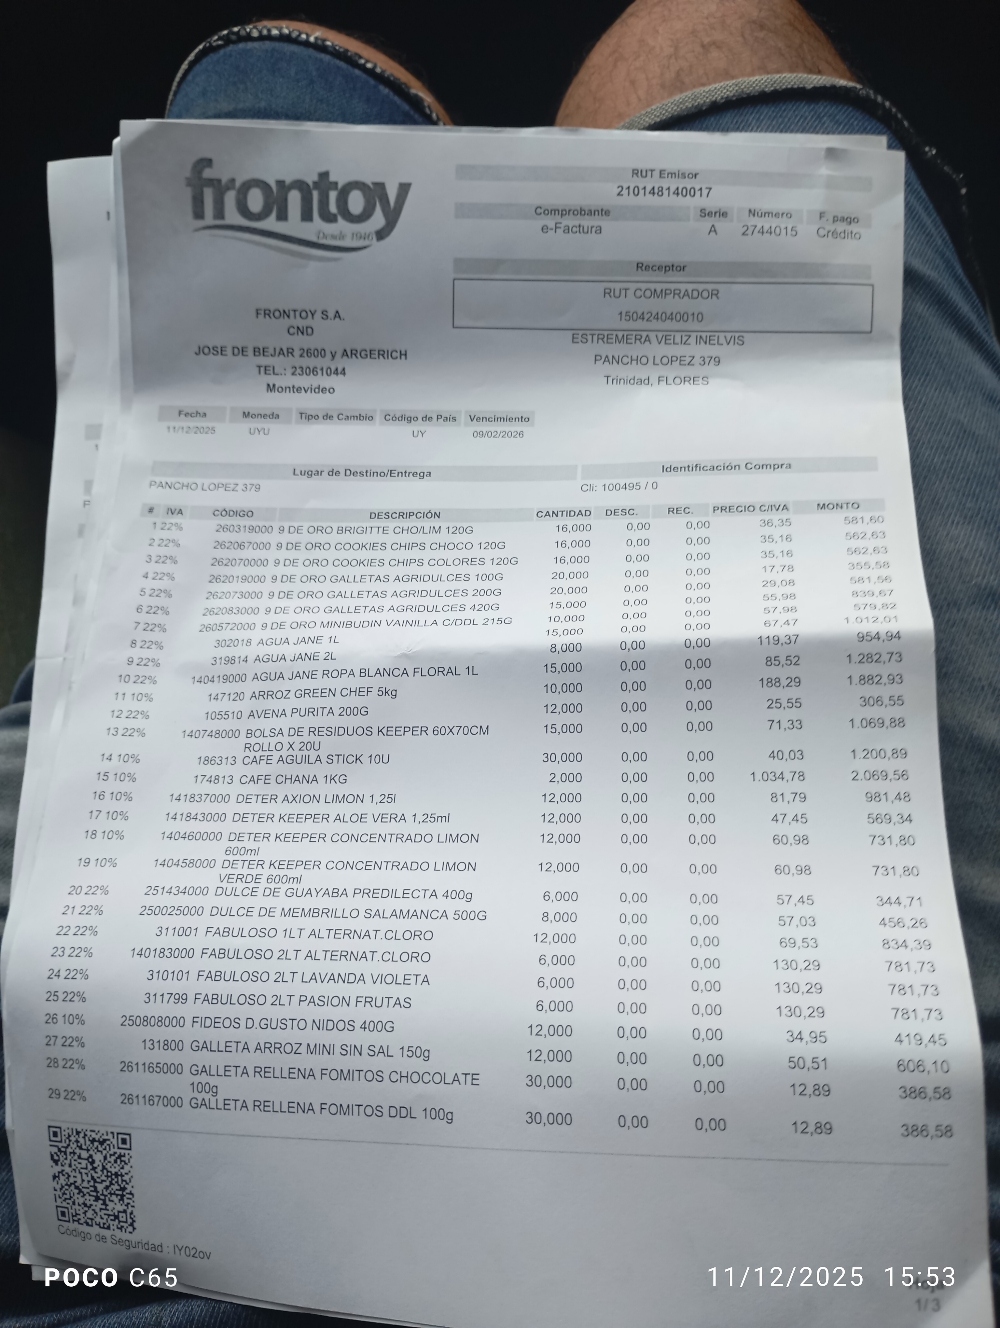 frontoy
Desde 1946
RUT Emisor
210148140017
Comprobante Serie Número F. pago
e-Factura A 2744015 Crédito
Receptor
RUT COMPRADOR
150424040010
ESTREMERA VELIZ INELVIS
PANCHO LOPEZ 379
Trinidad, FLORES
FRONTOY S.A.
CND
JOSE DE BEJAR 2600 y ARGERICH
TEL.: 23061044
Montevideo
Fecha Moneda Tipo de Cambio Código de País Vencimiento
11/12/2025 UYU UY 09/02/2026
Lugar de Destino/Entrega Identificación Compra
PANCHO LOPEZ 379 Cli: 100495 / 0
# IVA CÓDIGO DESCRIPCIÓN CANTIDAD DESC. REC. PRECIO C/IVA MONTO
1 22% 260319000 9 DE ORO BRIGITTE CHO/LIM 120G 16,000 0,00 0,00 36,35 581,60
2 22% 262067000 9 DE ORO COOKIES CHIPS CHOCO 120G 16,000 0,00 0,00 35,16 562,63
3 22% 262070000 9 DE ORO COOKIES CHIPS COLORES 120G 16,000 0,00 0,00 35,16 562,63
4 22% 262019000 9 DE ORO GALLETAS AGRIDULCES 100G 20,000 0,00 0,00 17,78 355,58
5 22% 262073000 9 DE ORO GALLETAS AGRIDULCES 200G 20,000 0,00 0,00 29,08 581,56
6 22% 262083000 9 DE ORO GALLETAS AGRIDULCES 420G 15,000 0,00 0,00 55,98 839,67
7 22% 260572000 9 DE ORO MINIBUDIN VAINILLA C/DDL 215G 10,000 0,00 0,00 57,98 579,82
8 22% 302018 AGUA JANE 1L 15,000 0,00 0,00 67,47 1.012,01
9 22% 319814 AGUA JANE 2L 8,000 0,00 0,00 119,37 954,94
10 22% 140419000 AGUA JANE ROPA BLANCA FLORAL 1L 15,000 0,00 0,00 85,52 1.282,73
11 10% 147120 ARROZ GREEN CHEF 5kg 10,000 0,00 0,00 188,29 1.882,93
12 22% 105510 AVENA PURITA 200G 12,000 0,00 0,00 25,55 306,55
13 22% 140748000 BOLSA DE RESIDUOS KEEPER 60X70CM 15,000 0,00 0,00 71,33 1.069,88
ROLLO X 20U
14 10% 186313 CAFE AGUILA STICK 10U 30,000 0,00 0,00 40,03 1.200,89
15 10% 174813 CAFE CHANA 1KG 2,000 0,00 0,00 1.034,78 2.069,56
16 10% 141837000 DETER AXION LIMON 1,25l 12,000 0,00 0,00 81,79 981,48
17 10% 141843000 DETER KEEPER ALOE VERA 1,25ml 12,000 0,00 0,00 47,45 569,34
18 10% 140460000 DETER KEEPER CONCENTRADO LIMON 12,000 0,00 0,00 60,98 731,80
600ml
19 10% 140458000 DETER KEEPER CONCENTRADO LIMON 12,000 0,00 0,00 60,98 731,80
VERDE 600ml
20 22% 251434000 DULCE DE GUAYABA PREDILECTA 400g 6,000 0,00 0,00 57,45 344,71
21 22% 250025000 DULCE DE MEMBRILLO SALAMANCA 500G 8,000 0,00 0,00 57,03 456,26
22 22% 311001 FABULOSO 1LT ALTERNAT.CLORO 12,000 0,00 0,00 69,53 834,39
23 22% 140183000 FABULOSO 2LT ALTERNAT.CLORO 6,000 0,00 0,00 130,29 781,73
24 22% 310101 FABULOSO 2LT LAVANDA VIOLETA 6,000 0,00 0,00 130,29 781,73
25 22% 311799 FABULOSO 2LT PASION FRUTAS 6,000 0,00 0,00 130,29 781,73
26 10% 250808000 FIDEOS D.GUSTO NIDOS 400G 12,000 0,00 0,00 34,95 419,45
27 22% 131800 GALLETA ARROZ MINI SIN SAL 150g 12,000 0,00 0,00 50,51 606,10
28 22% 261165000 GALLETA RELLENA FOMITOS CHOCOLATE 30,000 0,00 0,00 12,89 386,58
100g
29 22% 261167000 GALLETA RELLENA FOMITOS DDL 100g 30,000 0,00 0,00 12,89 386,58
Código de Seguridad : IY02ov
POCO C65
11/12/2025 15:53
1/3